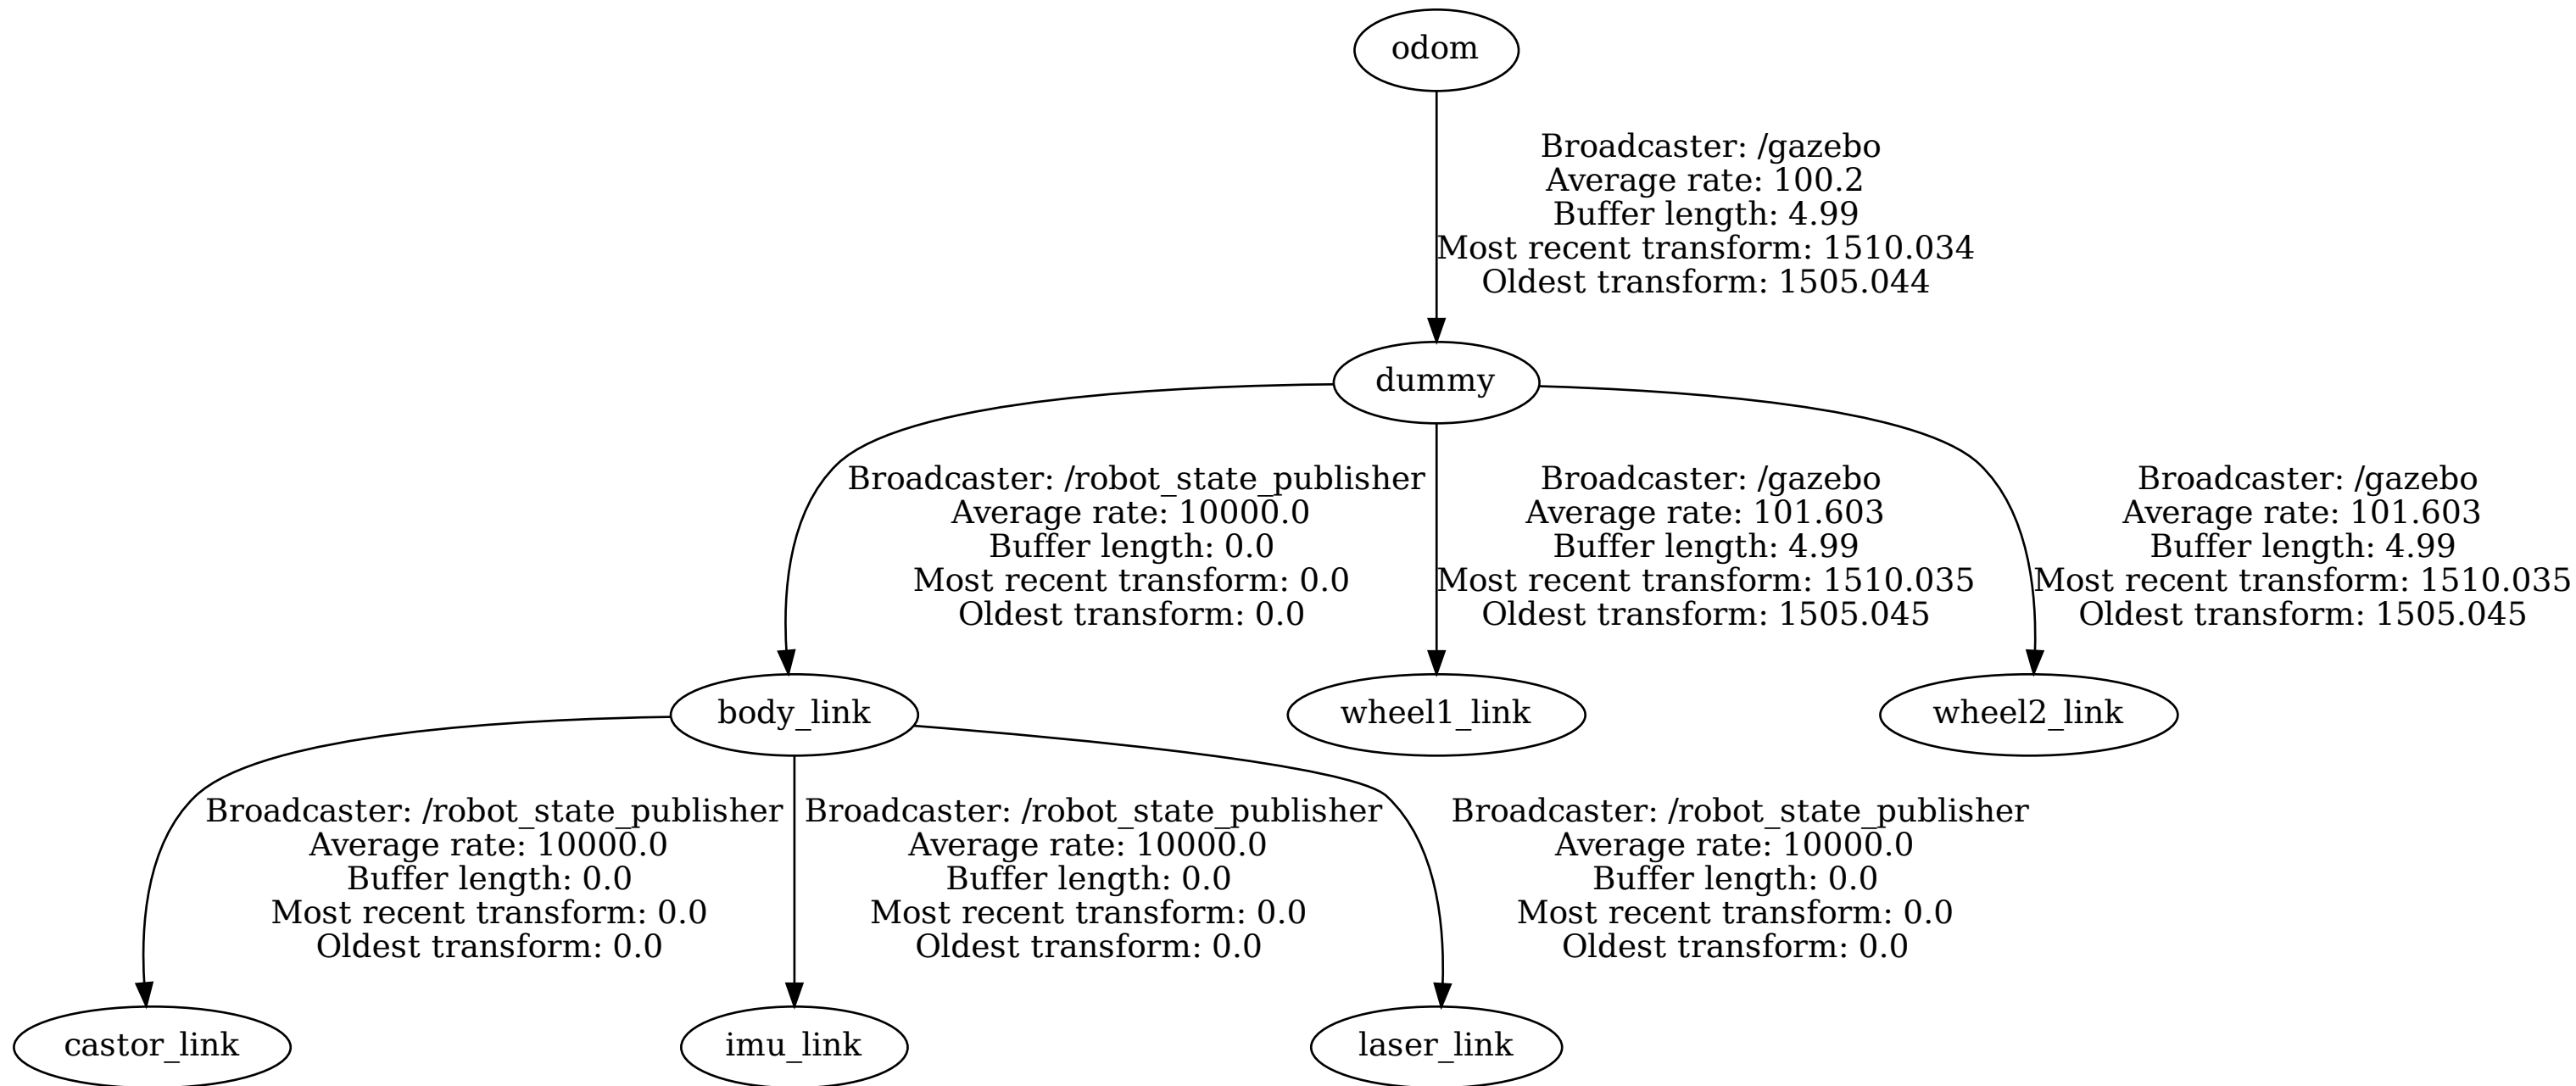 odom
Broadcaster: /gazebo
Average rate: 100.2
Buffer length: 4.99
Most recent transform: 1510.034
Oldest transform: 1505.044
dummy
Broadcaster: /robot_state_publisher
Average rate: 10000.0
Buffer length: 0.0
Most recent transform: 0.0
Oldest transform: 0.0
Broadcaster: /gazebo
Average rate: 101.603
Buffer length: 4.99
Most recent transform: 1510.035
Oldest transform: 1505.045
Broadcaster: /gazebo
Average rate: 101.603
Buffer length: 4.99
Most recent transform: 1510.035
Oldest transform: 1505.045
body_link
wheel1_link
wheel2_link
Broadcaster: /robot_state_publisher
Average rate: 10000.0
Buffer length: 0.0
Most recent transform: 0.0
Oldest transform: 0.0
Broadcaster: /robot_state_publisher
Average rate: 10000.0
Buffer length: 0.0
Most recent transform: 0.0
Oldest transform: 0.0
Broadcaster: /robot_state_publisher
Average rate: 10000.0
Buffer length: 0.0
Most recent transform: 0.0
Oldest transform: 0.0
castor_link
imu_link
laser_link